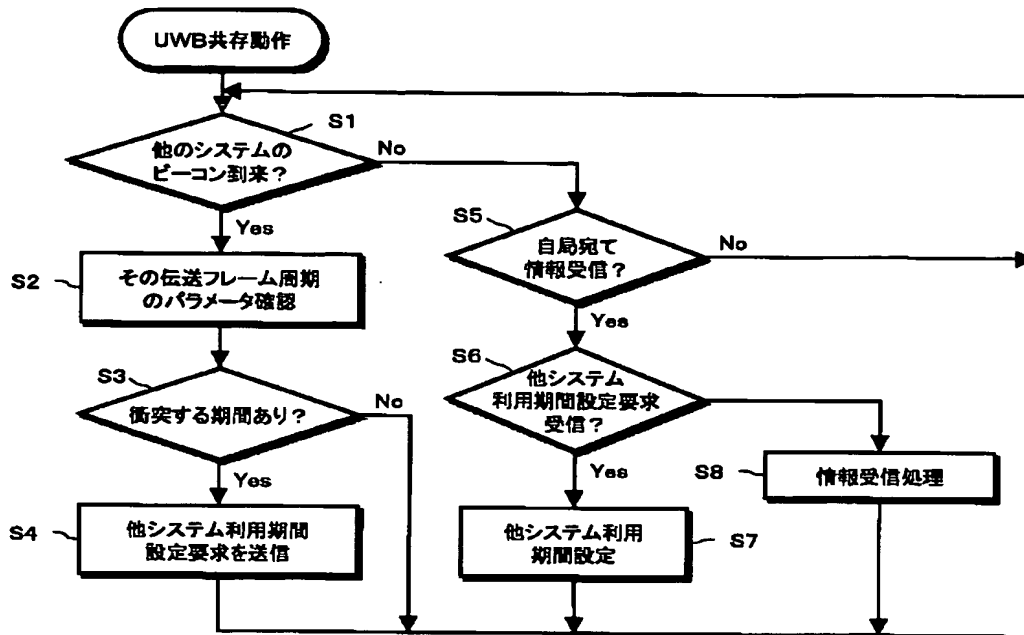 UWB共存動作
S1
他のシステムの
ビーコン到来?
No
Yes
S2
その伝送フレーム周期
のパラメータ確認
S3
衝突する期間あり?
No
Yes
S4
他システム利用期間
設定要求を送信
S5
自局宛て
情報受信?
No
Yes
S6
他システム
利用期間設定要求
受信?
Yes
S7
他システム利用
期間設定
S8
情報受信処理